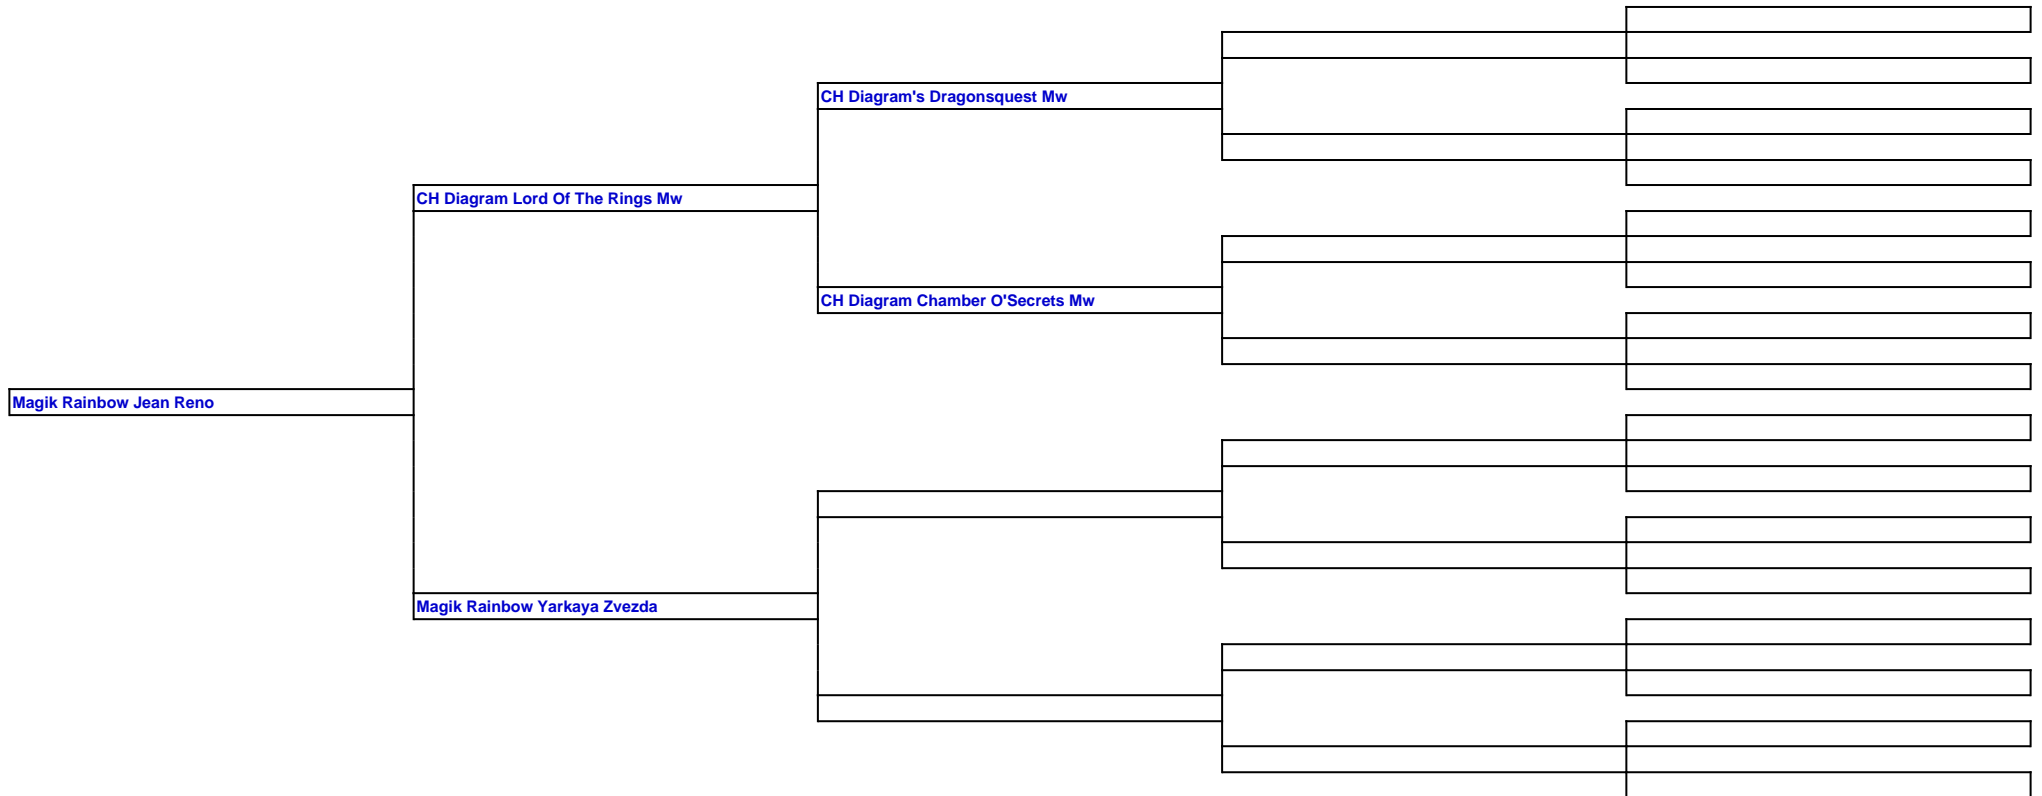 CH Diagram's Dragonsquest Mw
CH Diagram Lord Of The Rings Mw
CH Diagram Chamber O'Secrets Mw
Magik Rainbow Jean Reno
Magik Rainbow Yarkaya Zvezda